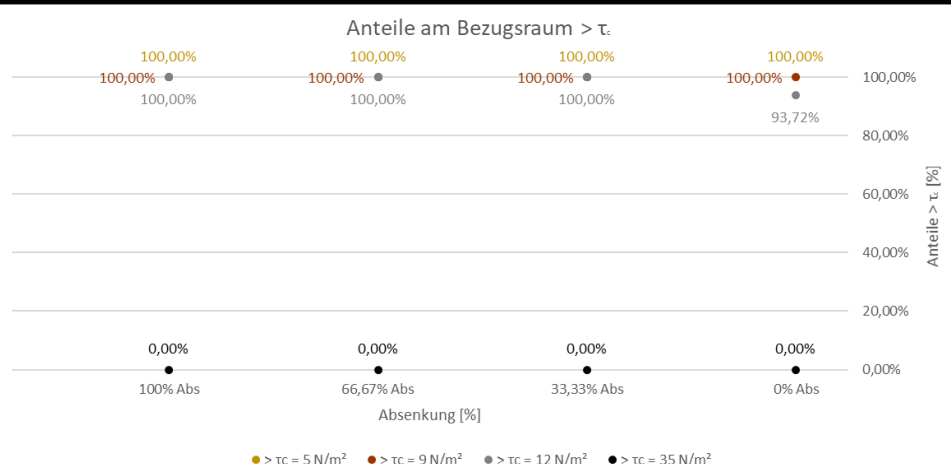 Anteile am Bezugsraum > τc
100,00% 100,00% 100,00% 100,00%
100,00% 100,00% 100,00% 100,00% 100,00%
100,00% 100,00% 100,00%
93,72%
80,00%
60,00%
Anteile > τc [%]
40,00%
20,00%
0,00% 0,00% 0,00% 0,00%
0,00%
100% Abs 66,67% Abs 33,33% Abs 0% Abs
Absenkung [%]
> τc = 5 N/m² > τc = 9 N/m² > τc = 12 N/m² > τc = 35 N/m²